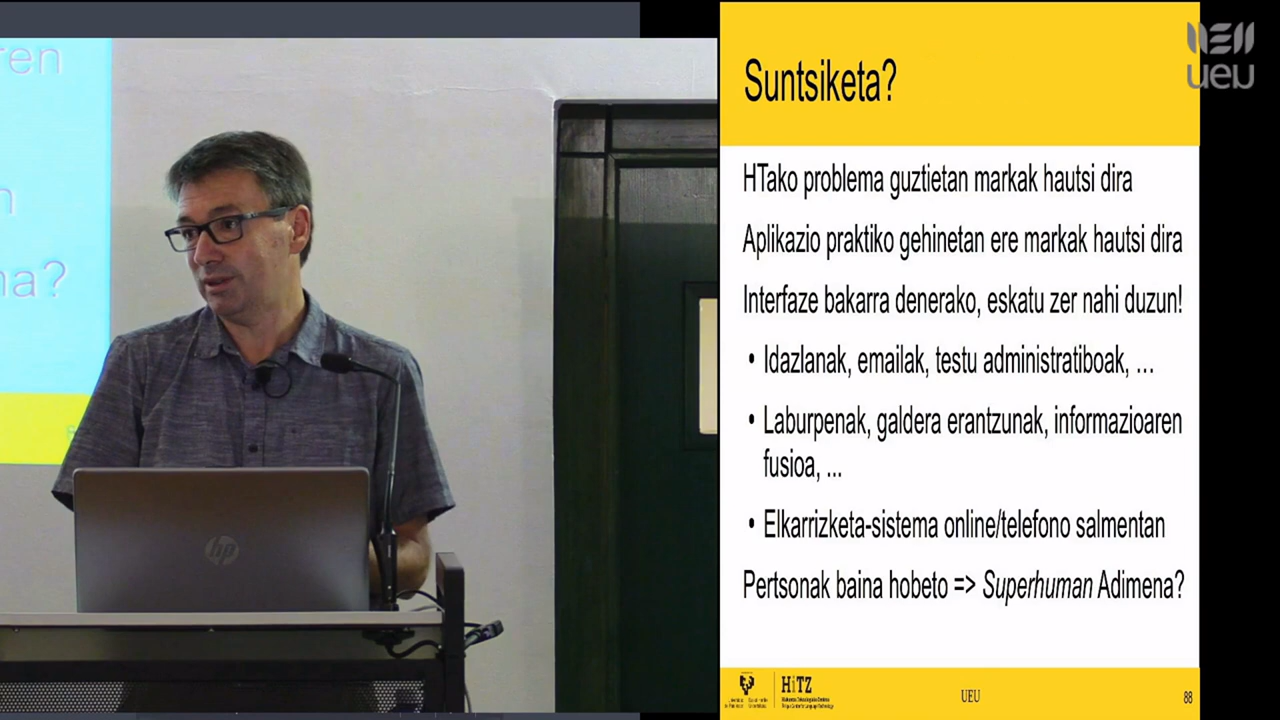 ren
n
na?
hp
ueu
Suntsiketa?
HTako problema guztietan markak hautsi dira
Aplikazio praktiko gehinetan ere markak hautsi dira
Interfaze bakarra denerako, eskatu zer nahi duzun!
• Idazlanak, emailak, testu administratiboak, ...
• Laburpenak, galdera erantzunak, informazioaren
fusioa, ...
• Elkarrizketa-sistema online/telefono salmentan
Pertsonak baina hobeto => Superhuman Adimena?
HiTZ
UEU
88